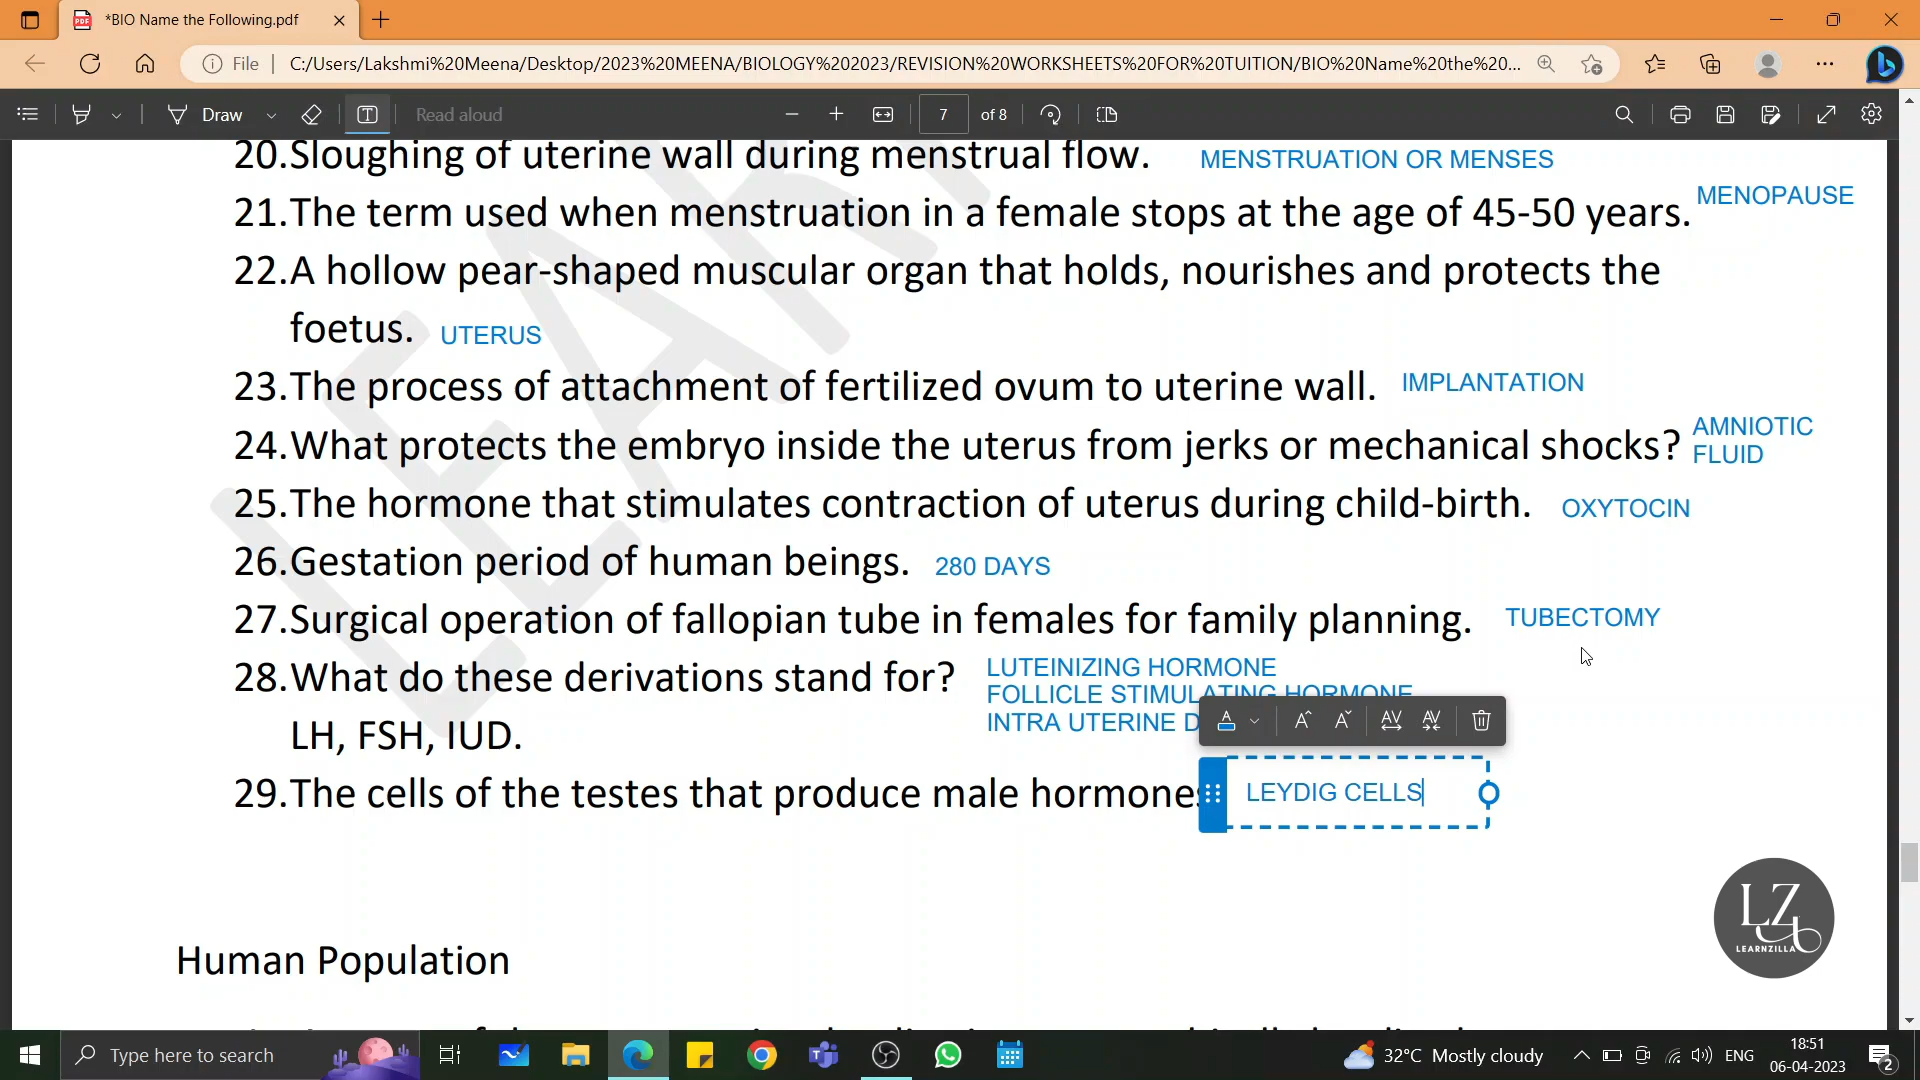 *BIO Name the Following.pdf
File
C:/Users/Lakshmi%20Meena/Desktop/2023%20MEENA/BIOLOGY%202023/REVISION%20WORKSHEETS%20FOR%20TUITION/BIO%20Name%20the%20...
Draw
Read aloud
7 of 8
20.Sloughing of uterine wall during menstrual flow. MENSTRUATION OR MENSES
21.The term used when menstruation in a female stops at the age of 45-50 years. MENOPAUSE
22.A hollow pear-shaped muscular organ that holds, nourishes and protects the
foetus. UTERUS
23.The process of attachment of fertilized ovum to uterine wall. IMPLANTATION
24.What protects the embryo inside the uterus from jerks or mechanical shocks? AMNIOTIC
FLUID
25.The hormone that stimulates contraction of uterus during child-birth. OXYTOCIN
26.Gestation period of human beings. 280 DAYS
27.Surgical operation of fallopian tube in females for family planning. TUBECTOMY
28.What do these derivations stand for? LUTEINIZING HORMONE
FOLLICLE STIMULATING HORMONE
INTRA UTERINE D
LH, FSH, IUD.
29.The cells of the testes that produce male hormones LEYDIG CELLS
LZ
LEARNZILLA
Human Population
Type here to search
32°C Mostly cloudy
ENG
18:51
06-04-2023
2